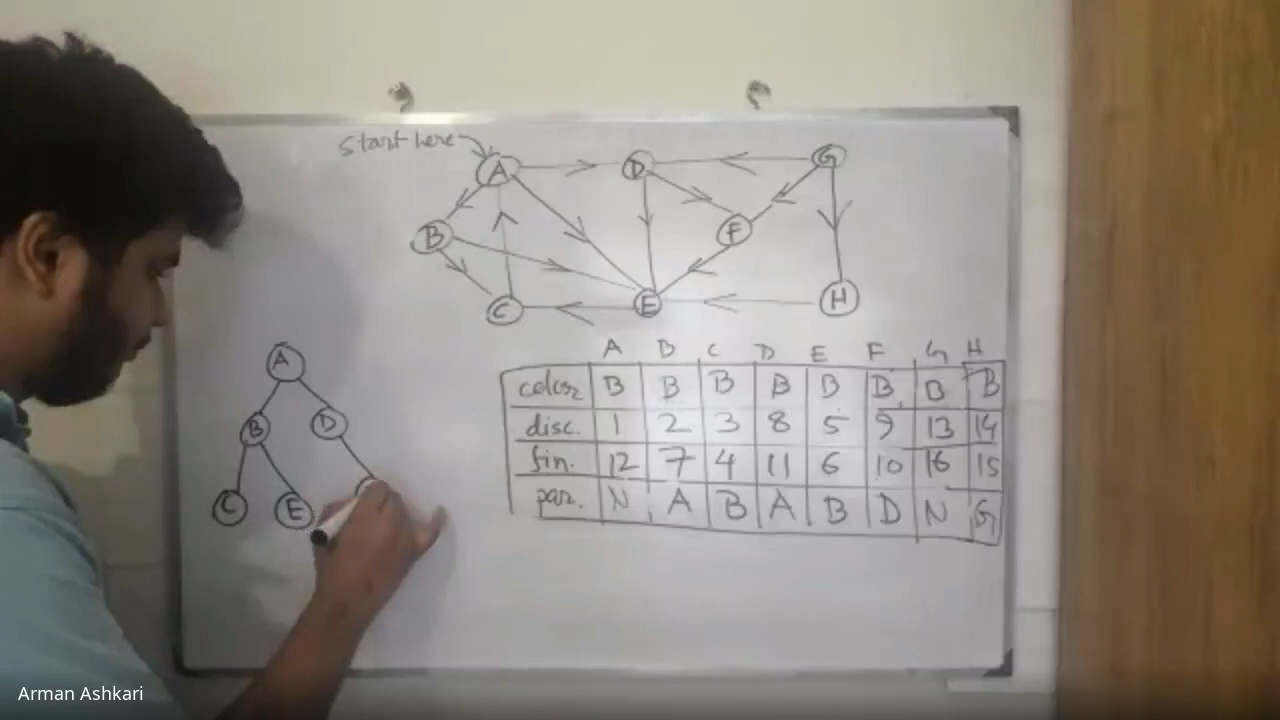 start here
A D G
B F
C E H
A B C D E F G H
color B B B B B B B B
disc. 1 2 3 8 5 9 13 14
fin. 12 7 4 11 6 10 16 15
par. N A B A B D N G
A
B D
C E
Arman Ashkari